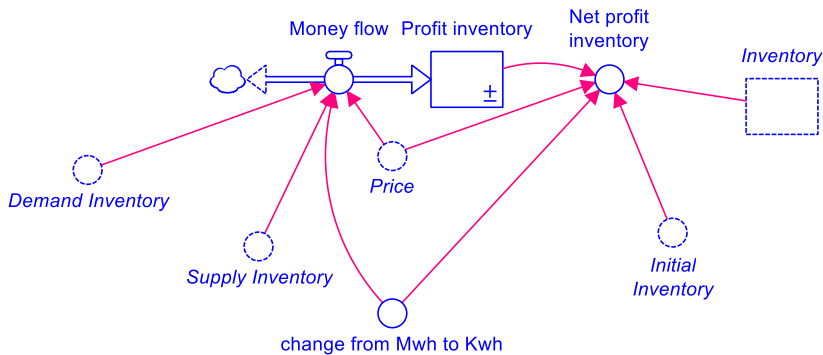 Money flow
Profit inventory
Net profit
inventory
Inventory
±
Demand Inventory
Price
Supply Inventory
Initial
Inventory
change from Mwh to Kwh